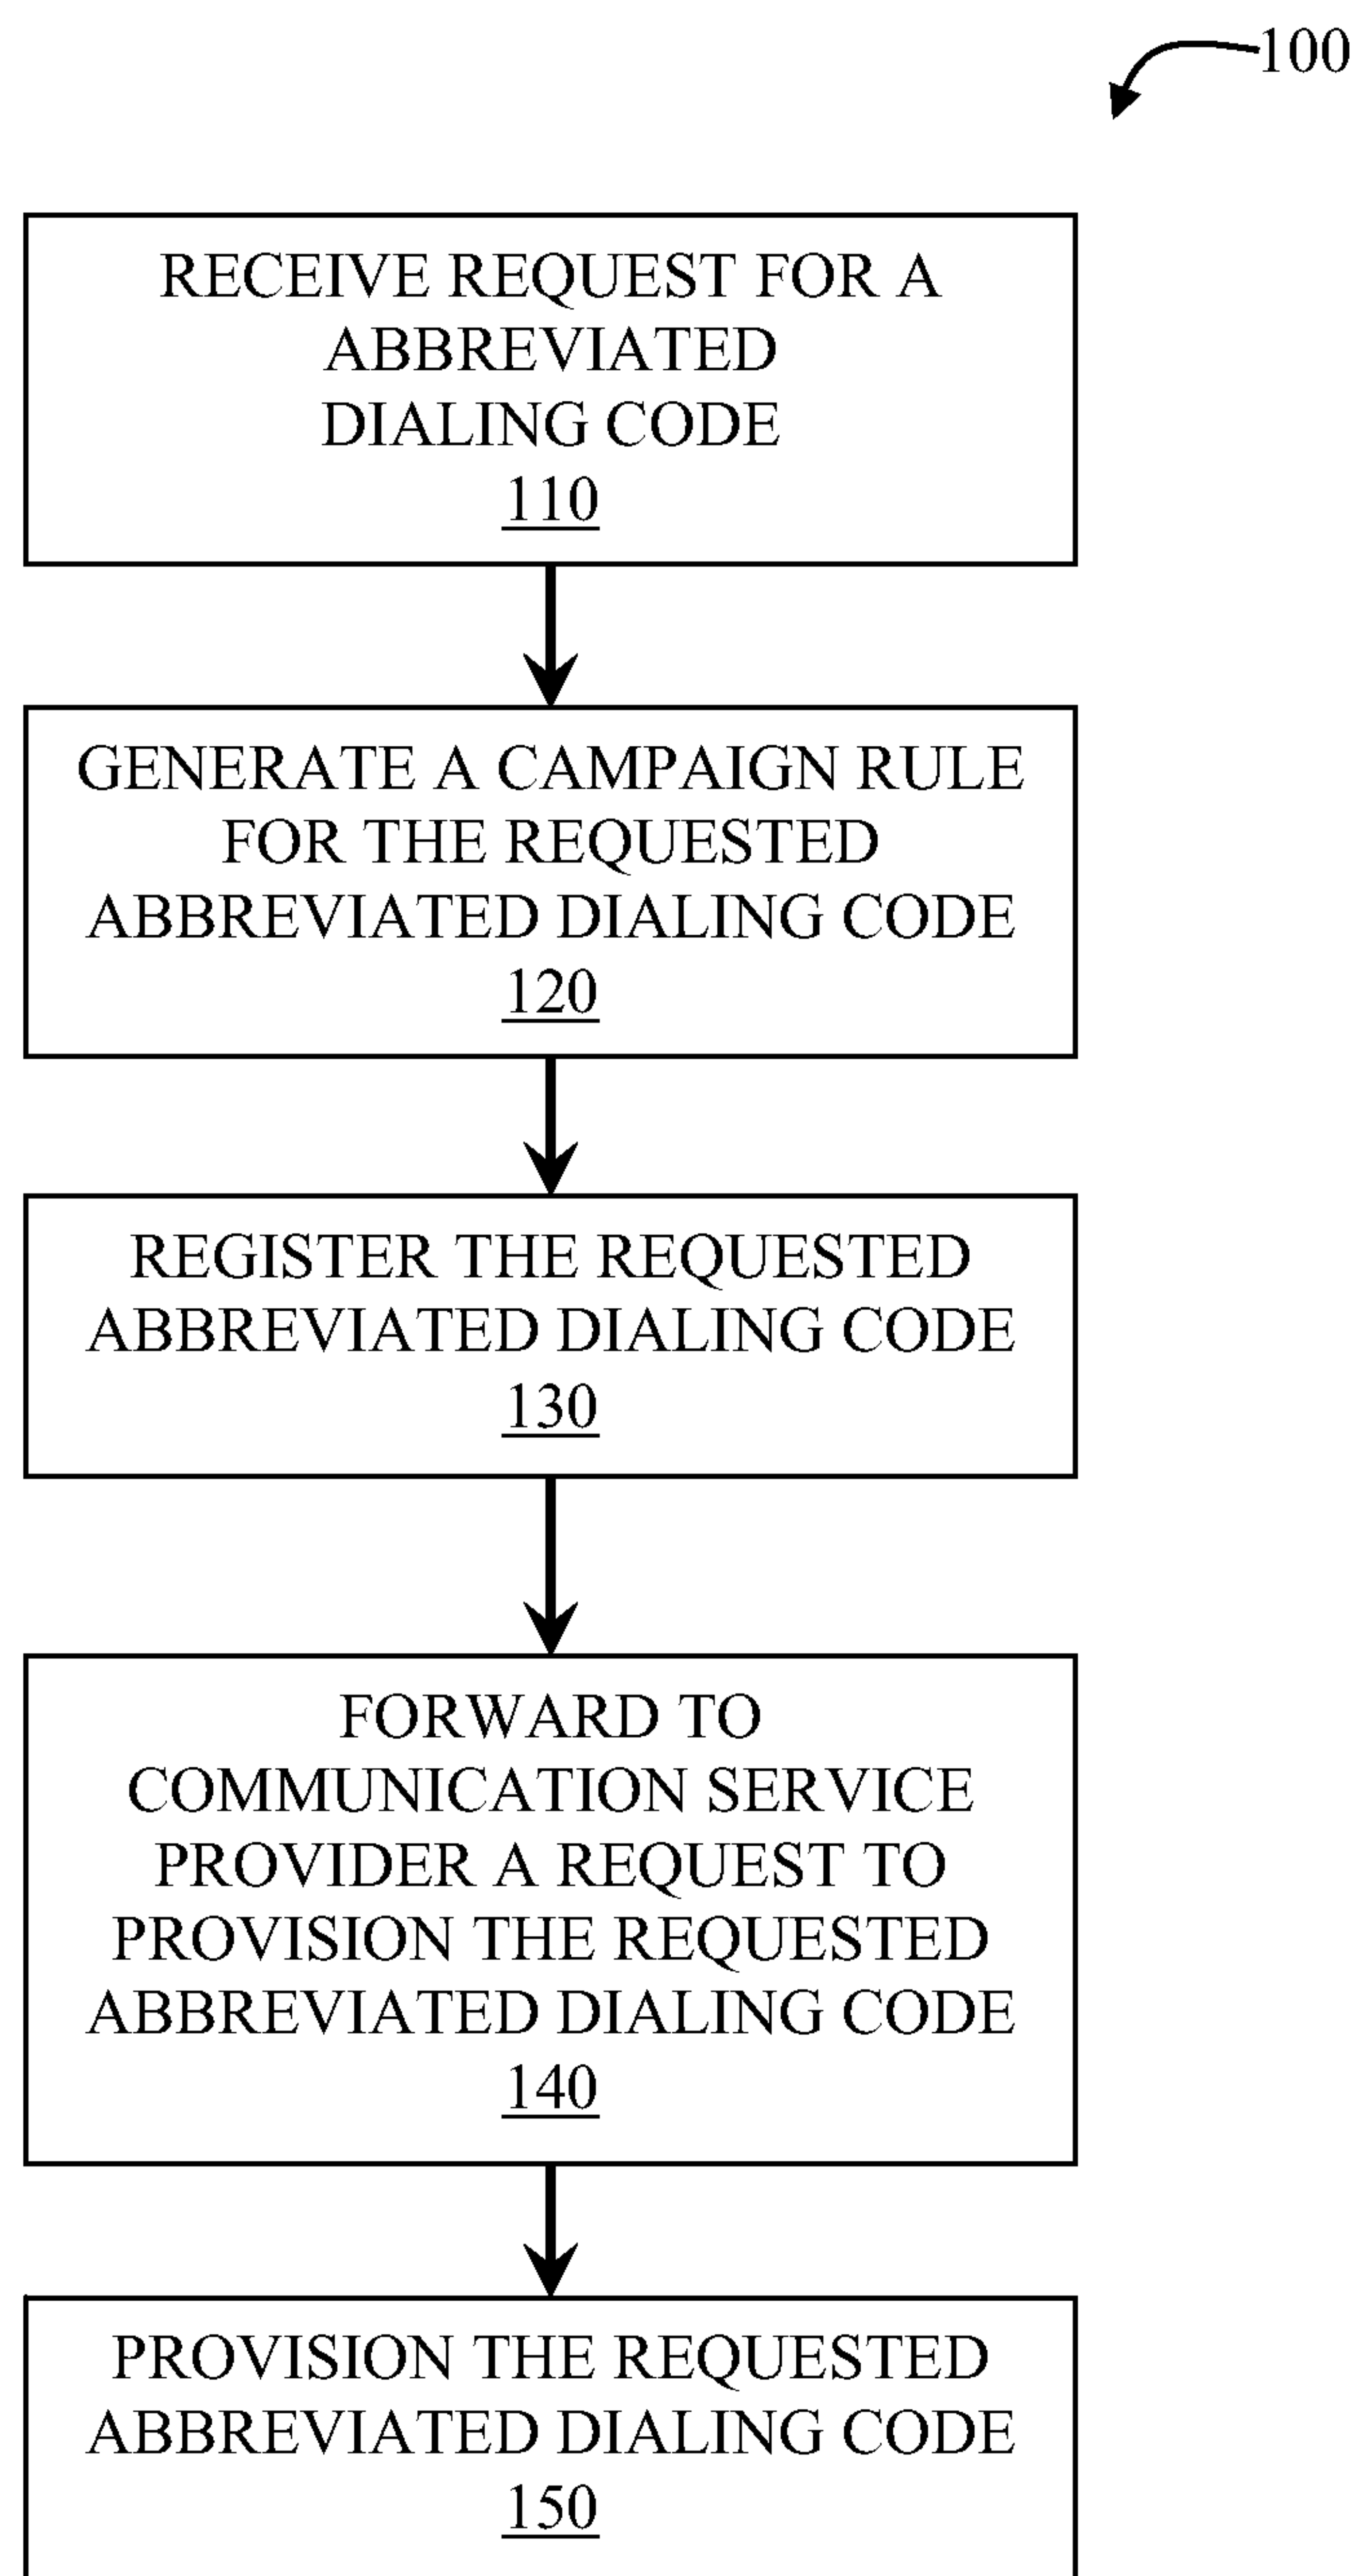 100
RECEIVE REQUEST FOR A
ABBREVIATED
DIALING CODE
110
GENERATE A CAMPAIGN RULE
FOR THE REQUESTED
ABBREVIATED DIALING CODE
120
REGISTER THE REQUESTED
ABBREVIATED DIALING CODE
130
FORWARD TO
COMMUNICATION SERVICE
PROVIDER A REQUEST TO
PROVISION THE REQUESTED
ABBREVIATED DIALING CODE
140
PROVISION THE REQUESTED
ABBREVIATED DIALING CODE
150